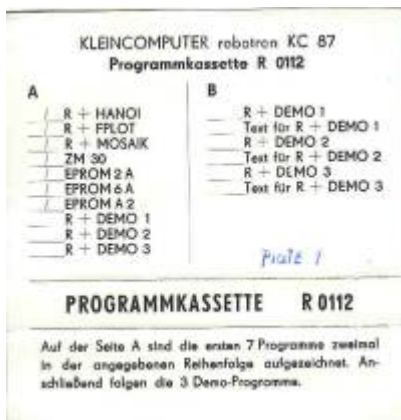 KLEINCOMPUTER robotron KC 87
Programmkassette R 0112
A
R + HANOI
R + FPLOT
R + MOSAIK
ZM 30
EPROM 2 A
EPROM 6 A
EPROM A 2
R + DEMO 1
R + DEMO 2
R + DEMO 3
B
R + DEMO 1
Text für R + DEMO 1
R + DEMO 2
Text für R + DEMO 2
R + DEMO 3
Text für R + DEMO 3
PROGRAMMKASSETTE R 0112
Auf der Seite A sind die ersten 7 Programme zweimal
in der angegebenen Reihenfolge aufgezeichnet. An-
schließend folgen die 3 Demo-Programme.